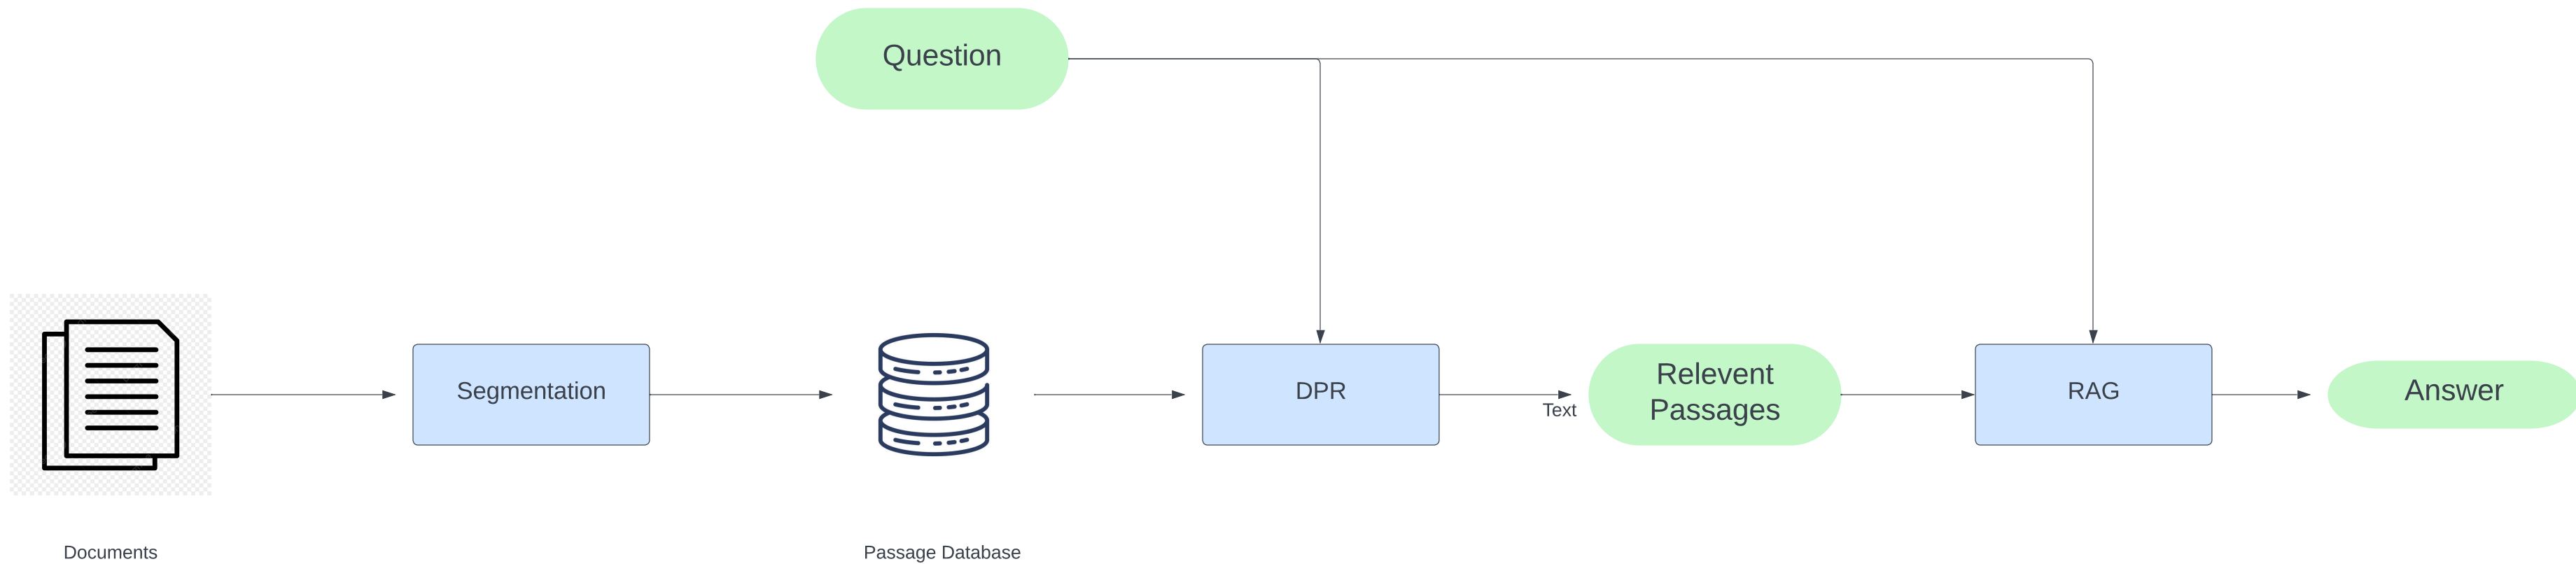 Question
Segmentation
DPR
Text
Relevent
Passages
RAG
Answer
Documents
Passage Database